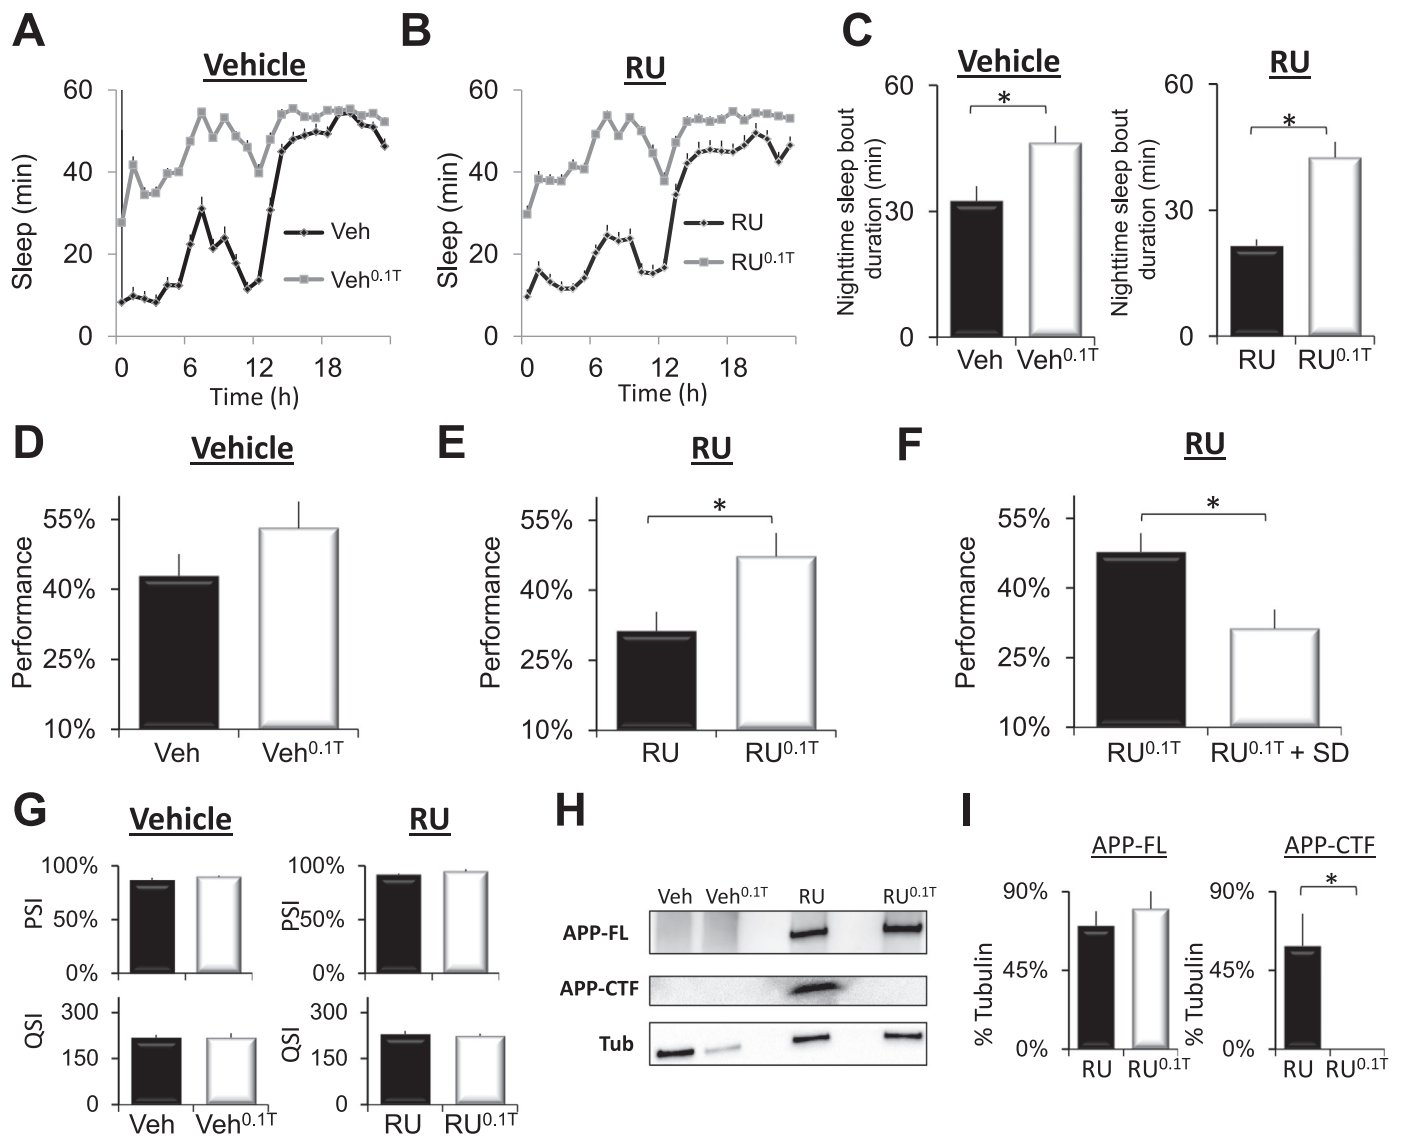 A
Vehicle
60
40
20
0
Sleep (min)
Veh
Veh0.1T
0 6 12 18
Time (h)
B
RU
60
40
20
0
Sleep (min)
RU
RU0.1T
0 6 12 18
Time (h)
C
Vehicle
60
30
0
Nighttime sleep bout
duration (min)
*
Veh Veh0.1T
RU
60
30
0
Nighttime sleep bout
duration (min)
*
RU RU0.1T
D
Vehicle
55%
40%
25%
10%
Performance
Veh Veh0.1T
E
RU
55%
40%
25%
10%
Performance
*
RU RU0.1T
F
RU
55%
40%
25%
10%
Performance
*
RU0.1T RU0.1T + SD
G
Vehicle
100%
50%
0%
PSI
300
150
0
QSI
Veh Veh0.1T
RU
100%
50%
0%
PSI
300
150
0
QSI
RU RU0.1T
H
Veh Veh0.1T RU RU0.1T
APP-FL
APP-CTF
Tub
I
APP-FL
90%
45%
0%
% Tubulin
RU RU0.1T
APP-CTF
90%
45%
0%
% Tubulin
*
RU RU0.1T